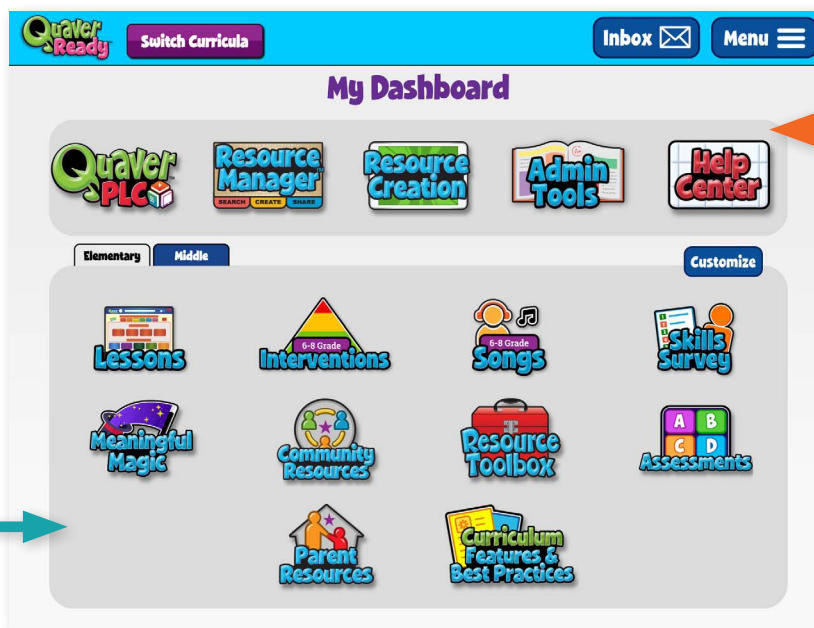 Quaver
Ready
Switch Curricula
Inbox
Menu
My Dashboard
Quaver
PLC
Resource
Manager
SEARCH CREATE SHARE
Resource
Creation
Admin
Tools
Help
Center
Elementary
Middle
Customize
Lessons
6-8 Grade
Interventions
6-8 Grade
Songs
Skills
Survey
Meaningful
Magic
Community
Resources
Resource
Toolbox
A B
C D
Assessments
Parent
Resources
Curriculum
Features &
Best Practices